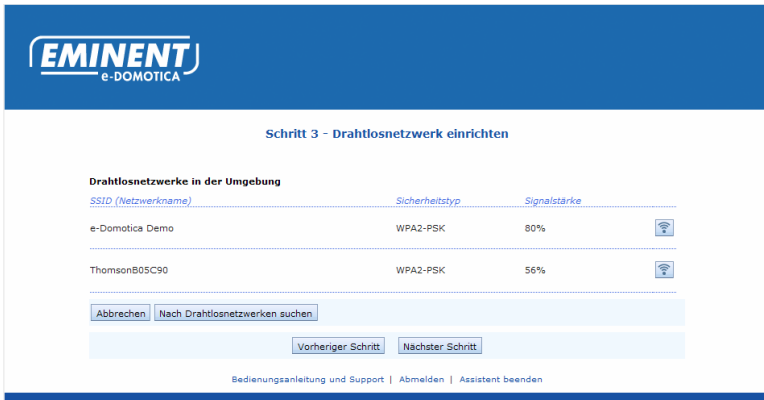 EMINENT
e-DOMOTICA
Schritt 3 - Drahtlosnetzwerk einrichten
Drahtlosnetzwerke in der Umgebung
SSID (Netzwerkname) Sicherheitstyp Signalstärke
e-Domotica Demo WPA2-PSK 80%
ThomsonB05C90 WPA2-PSK 56%
Abbrechen Nach Drahtlosnetzwerken suchen
Vorheriger Schritt Nächster Schritt
Bedienungsanleitung und Support | Abmelden | Assistent beenden